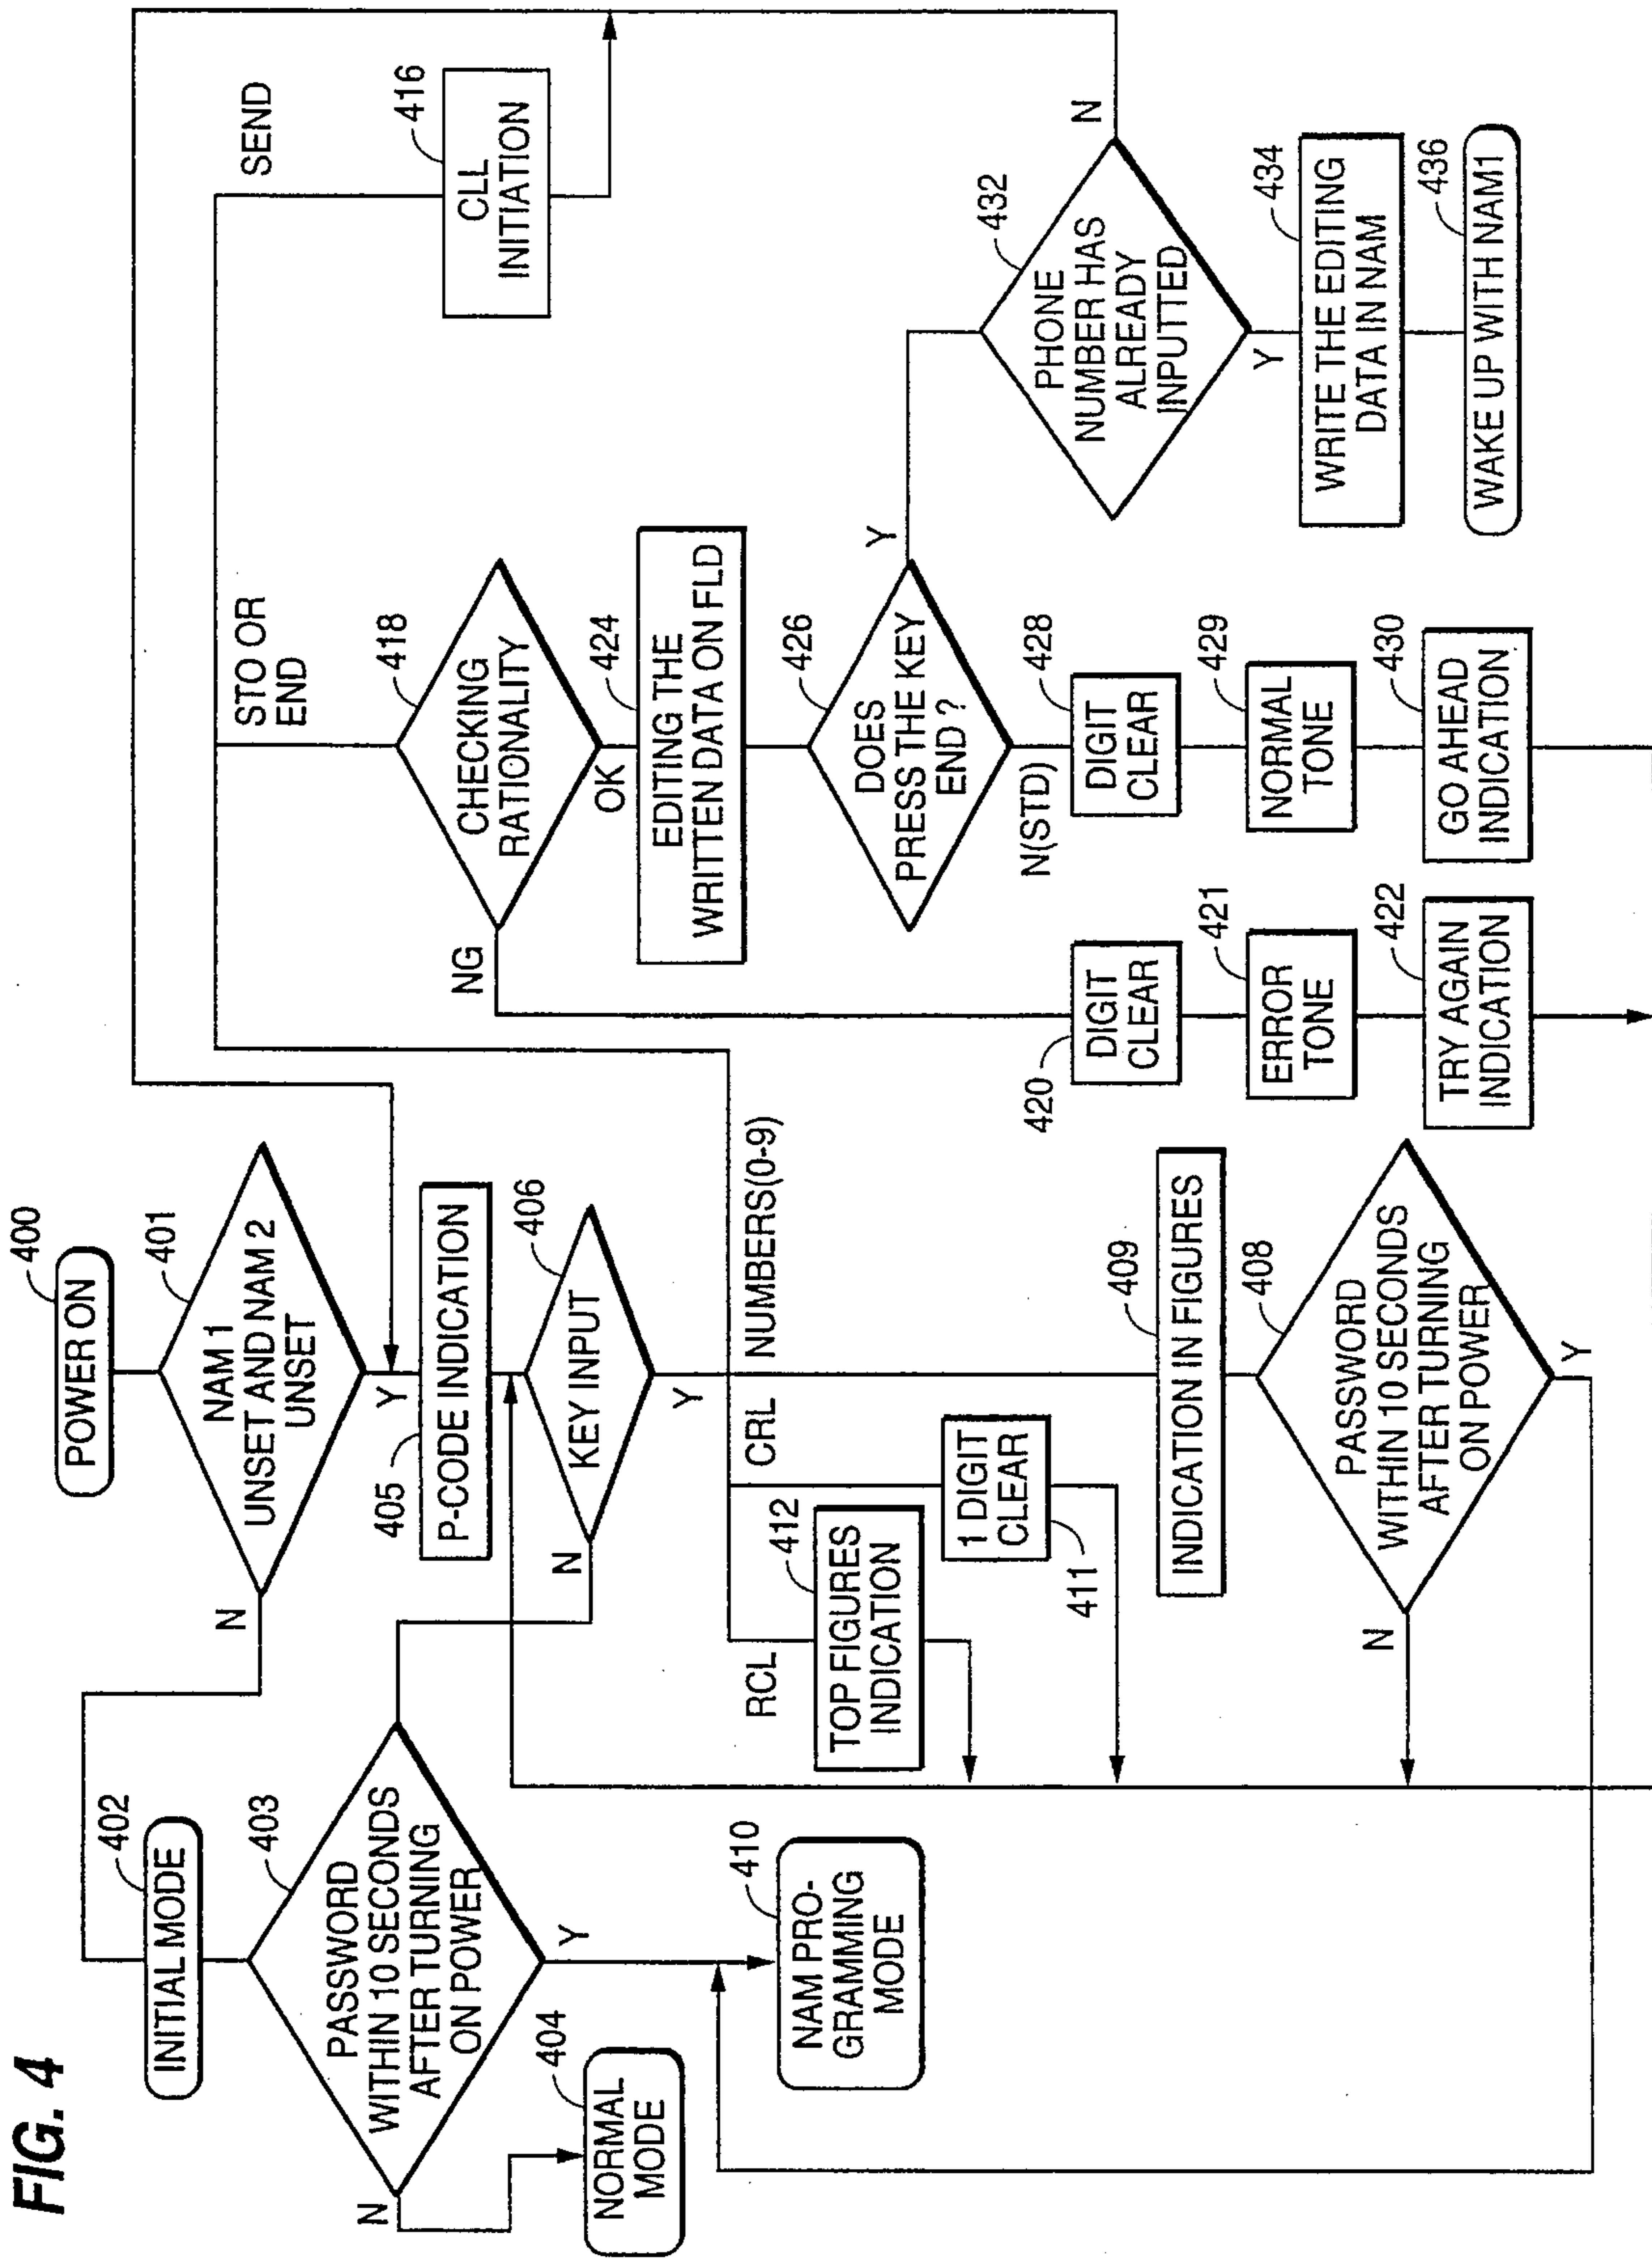 FIG. 4
400
POWER ON
401
NAM 1
UNSET AND NAM 2
UNSET
N
Y
402
INITIAL MODE
403
PASSWORD
WITHIN 10 SECONDS
AFTER TURNING
ON POWER
N
Y
404
NORMAL
MODE
410
NAM PRO-
GRAMMING
MODE
405
P-CODE INDICATION
406
KEY INPUT
N
Y
RCL
CRL
NUMBERS(0-9)
412
TOP FIGURES
INDICATION
1 DIGIT
CLEAR
411
409
INDICATION IN FIGURES
408
PASSWORD
WITHIN 10 SECONDS
AFTER TURNING
ON POWER
N
Y
STO OR
END
SEND
416
CLL
INITIATION
418
CHECKING
RATIONALITY
NG
OK
424
EDITING THE
WRITTEN DATA ON FLD
426
DOES
PRESS THE KEY
END ?
Y
N(STD)
420
DIGIT
CLEAR
421
ERROR
TONE
422
TRY AGAIN
INDICATION
428
DIGIT
CLEAR
429
NORMAL
TONE
430
GO AHEAD
INDICATION
432
PHONE
NUMBER HAS
ALREADY
INPUTTED
N
Y
434
WRITE THE EDITING
DATA IN NAM
436
WAKE UP WITH NAM1